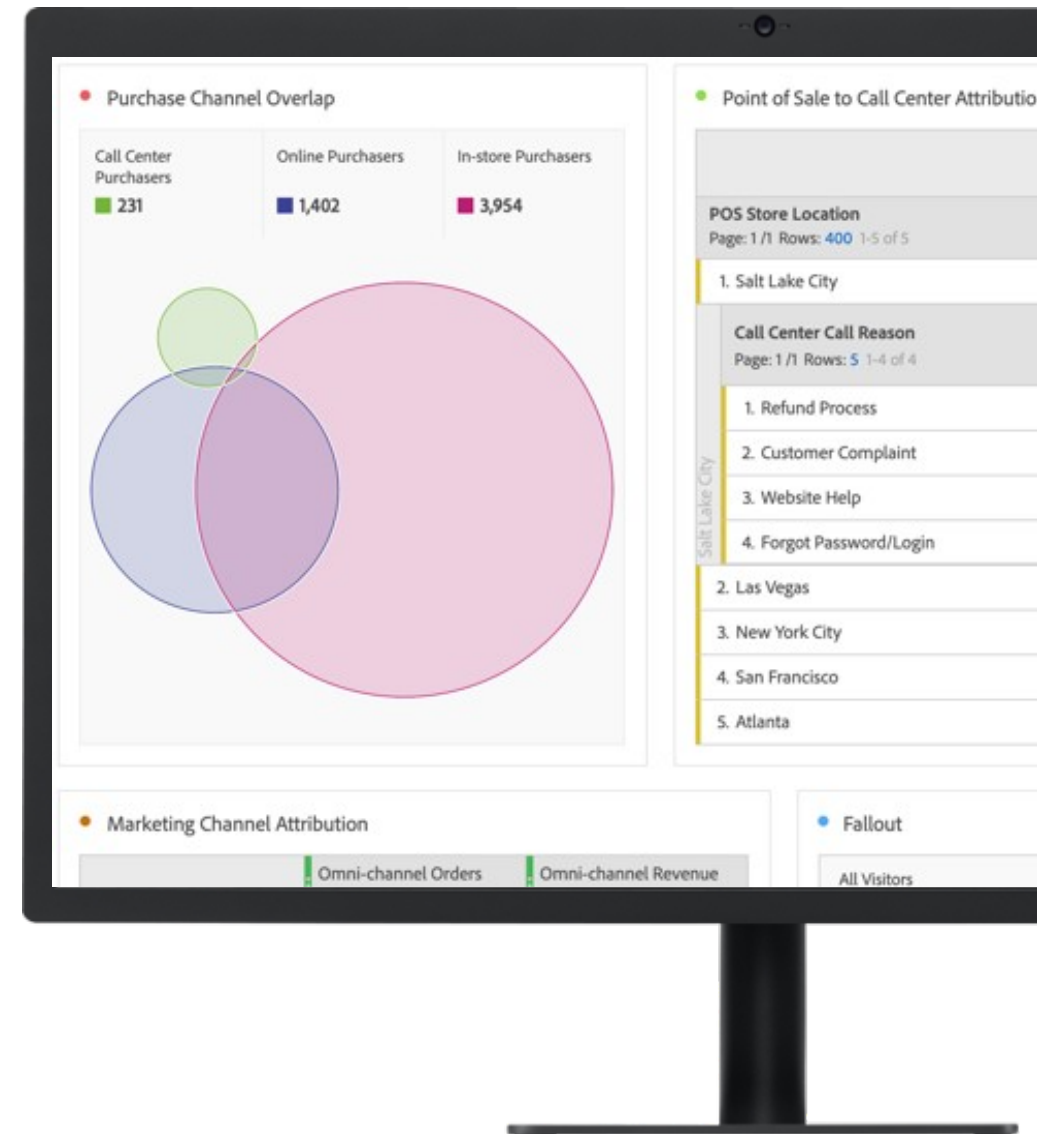 Purchase Channel Overlap
Call Center
Purchasers
231
Online Purchasers
1,402
In-store Purchasers
3,954
Point of Sale to Call Center Attributio
POS Store Location
Page: 1 /1 Rows: 400 1-5 of 5
1. Salt Lake City
Salt Lake City
Call Center Call Reason
Page: 1 /1 Rows: 5 1-4 of 4
1. Refund Process
2. Customer Complaint
3. Website Help
4. Forgot Password/Login
2. Las Vegas
3. New York City
4. San Francisco
5. Atlanta
Marketing Channel Attribution
Omni-channel Orders
Omni-channel Revenue
Fallout
All Visitors